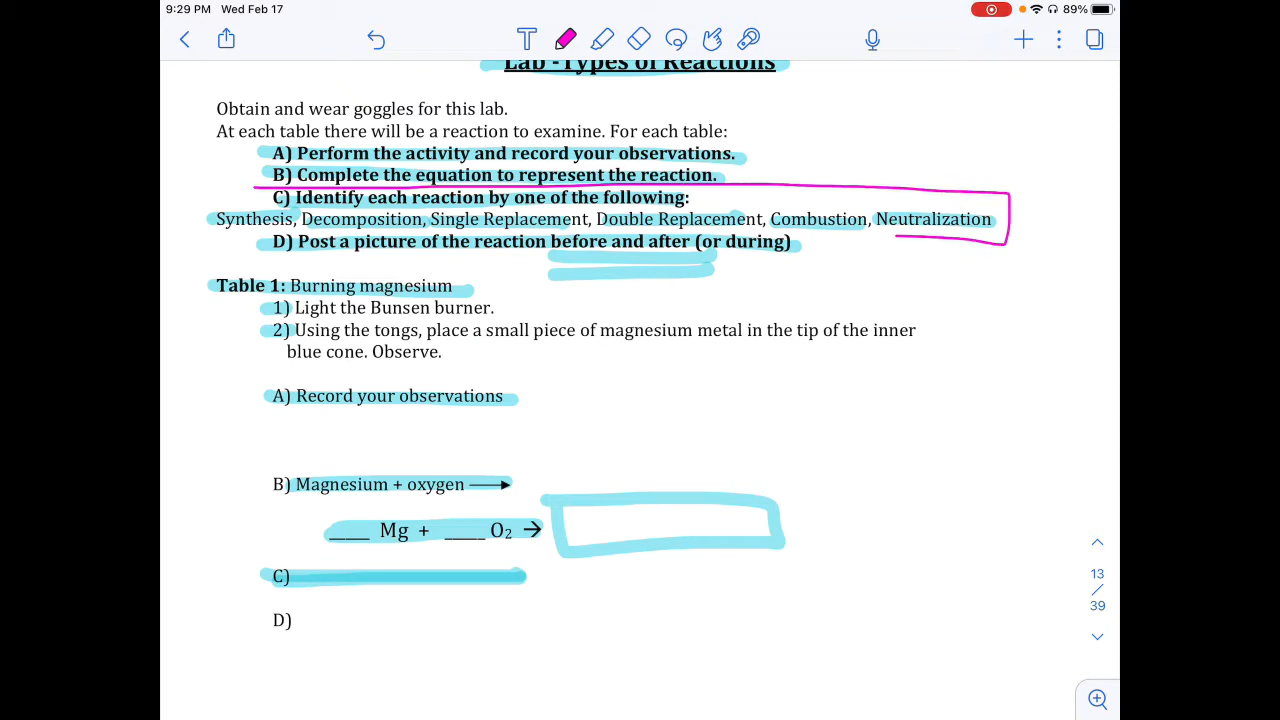 9:29 PM Wed Feb 17
89%
T
Lab -Types of Reactions
Obtain and wear goggles for this lab.
At each table there will be a reaction to examine. For each table:
A) Perform the activity and record your observations.
B) Complete the equation to represent the reaction.
C) Identify each reaction by one of the following:
Synthesis, Decomposition, Single Replacement, Double Replacement, Combustion, Neutralization
D) Post a picture of the reaction before and after (or during)
Table 1: Burning magnesium
1) Light the Bunsen burner.
2) Using the tongs, place a small piece of magnesium metal in the tip of the inner
blue cone. Observe.
A) Record your observations
B) Magnesium + oxygen ⟶
____ Mg + ____ O₂ →
C)
D)
13
/
39